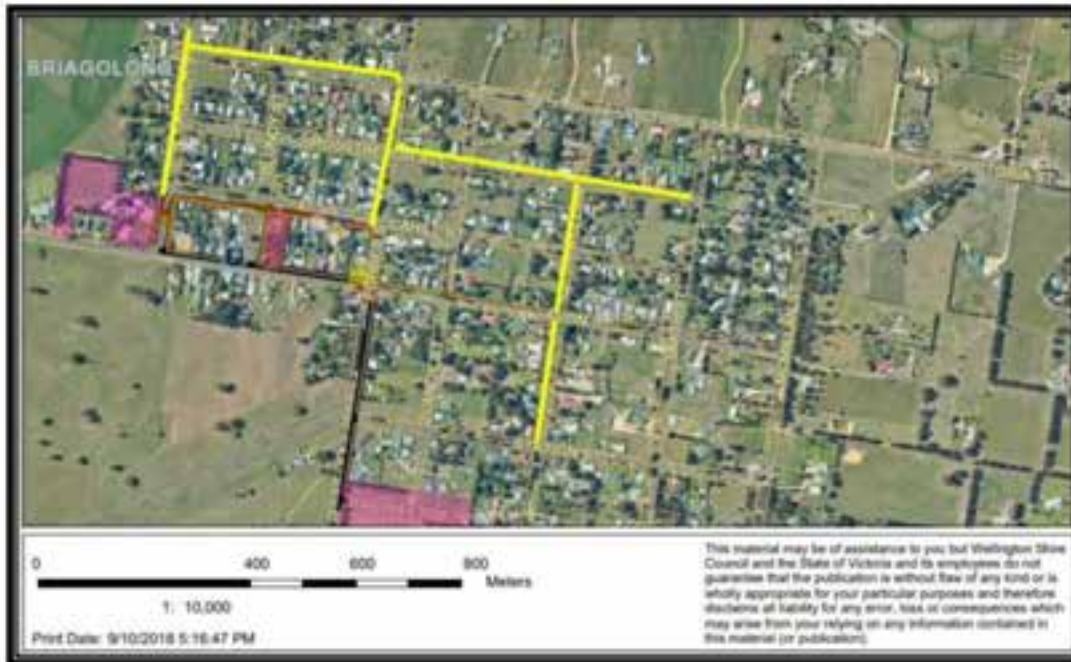 BRIAGOLONG
0 400 600 800
Meters
1: 10,000
Print Date: 9/10/2018 5:16:47 PM
This material may be of assistance to you but Wellington Shire
Council and the State of Victoria and its employees do not
guarantee that the publication is without flaw of any kind or is
wholly appropriate for your particular purposes and therefore
disclaims all liability for any error, loss or consequences which
may arise from your relying on any information contained in
this material (or publication).